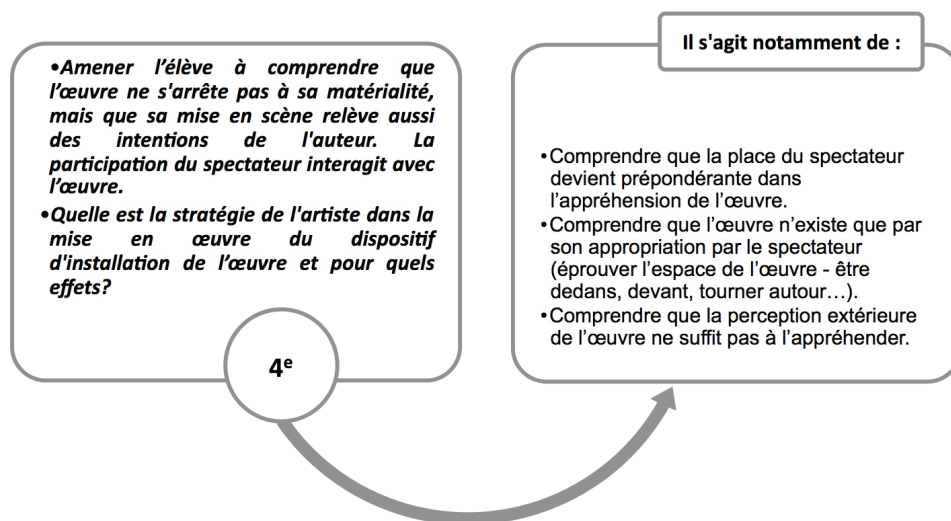 •Amener l’élève à comprendre que
l’œuvre ne s'arrête pas à sa matérialité,
mais que sa mise en scène relève aussi
des intentions de l'auteur. La
participation du spectateur interagit avec
l’œuvre.
•Quelle est la stratégie de l'artiste dans la
mise en œuvre du dispositif
d'installation de l’œuvre et pour quels
effets?
4e
Il s'agit notamment de :
•Comprendre que la place du spectateur
devient prépondérante dans
l’appréhension de l’œuvre.
•Comprendre que l’œuvre n’existe que par
son appropriation par le spectateur
(éprouver l’espace de l’œuvre - être
dedans, devant, tourner autour…).
•Comprendre que la perception extérieure
de l’œuvre ne suffit pas à l’appréhender.